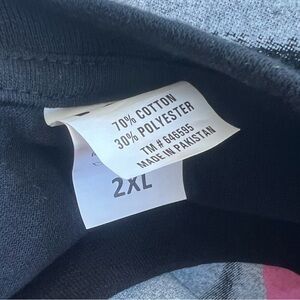 70% COTTON
30% POLYESTER
TM # 646595
MADE IN PAKISTAN
2XL